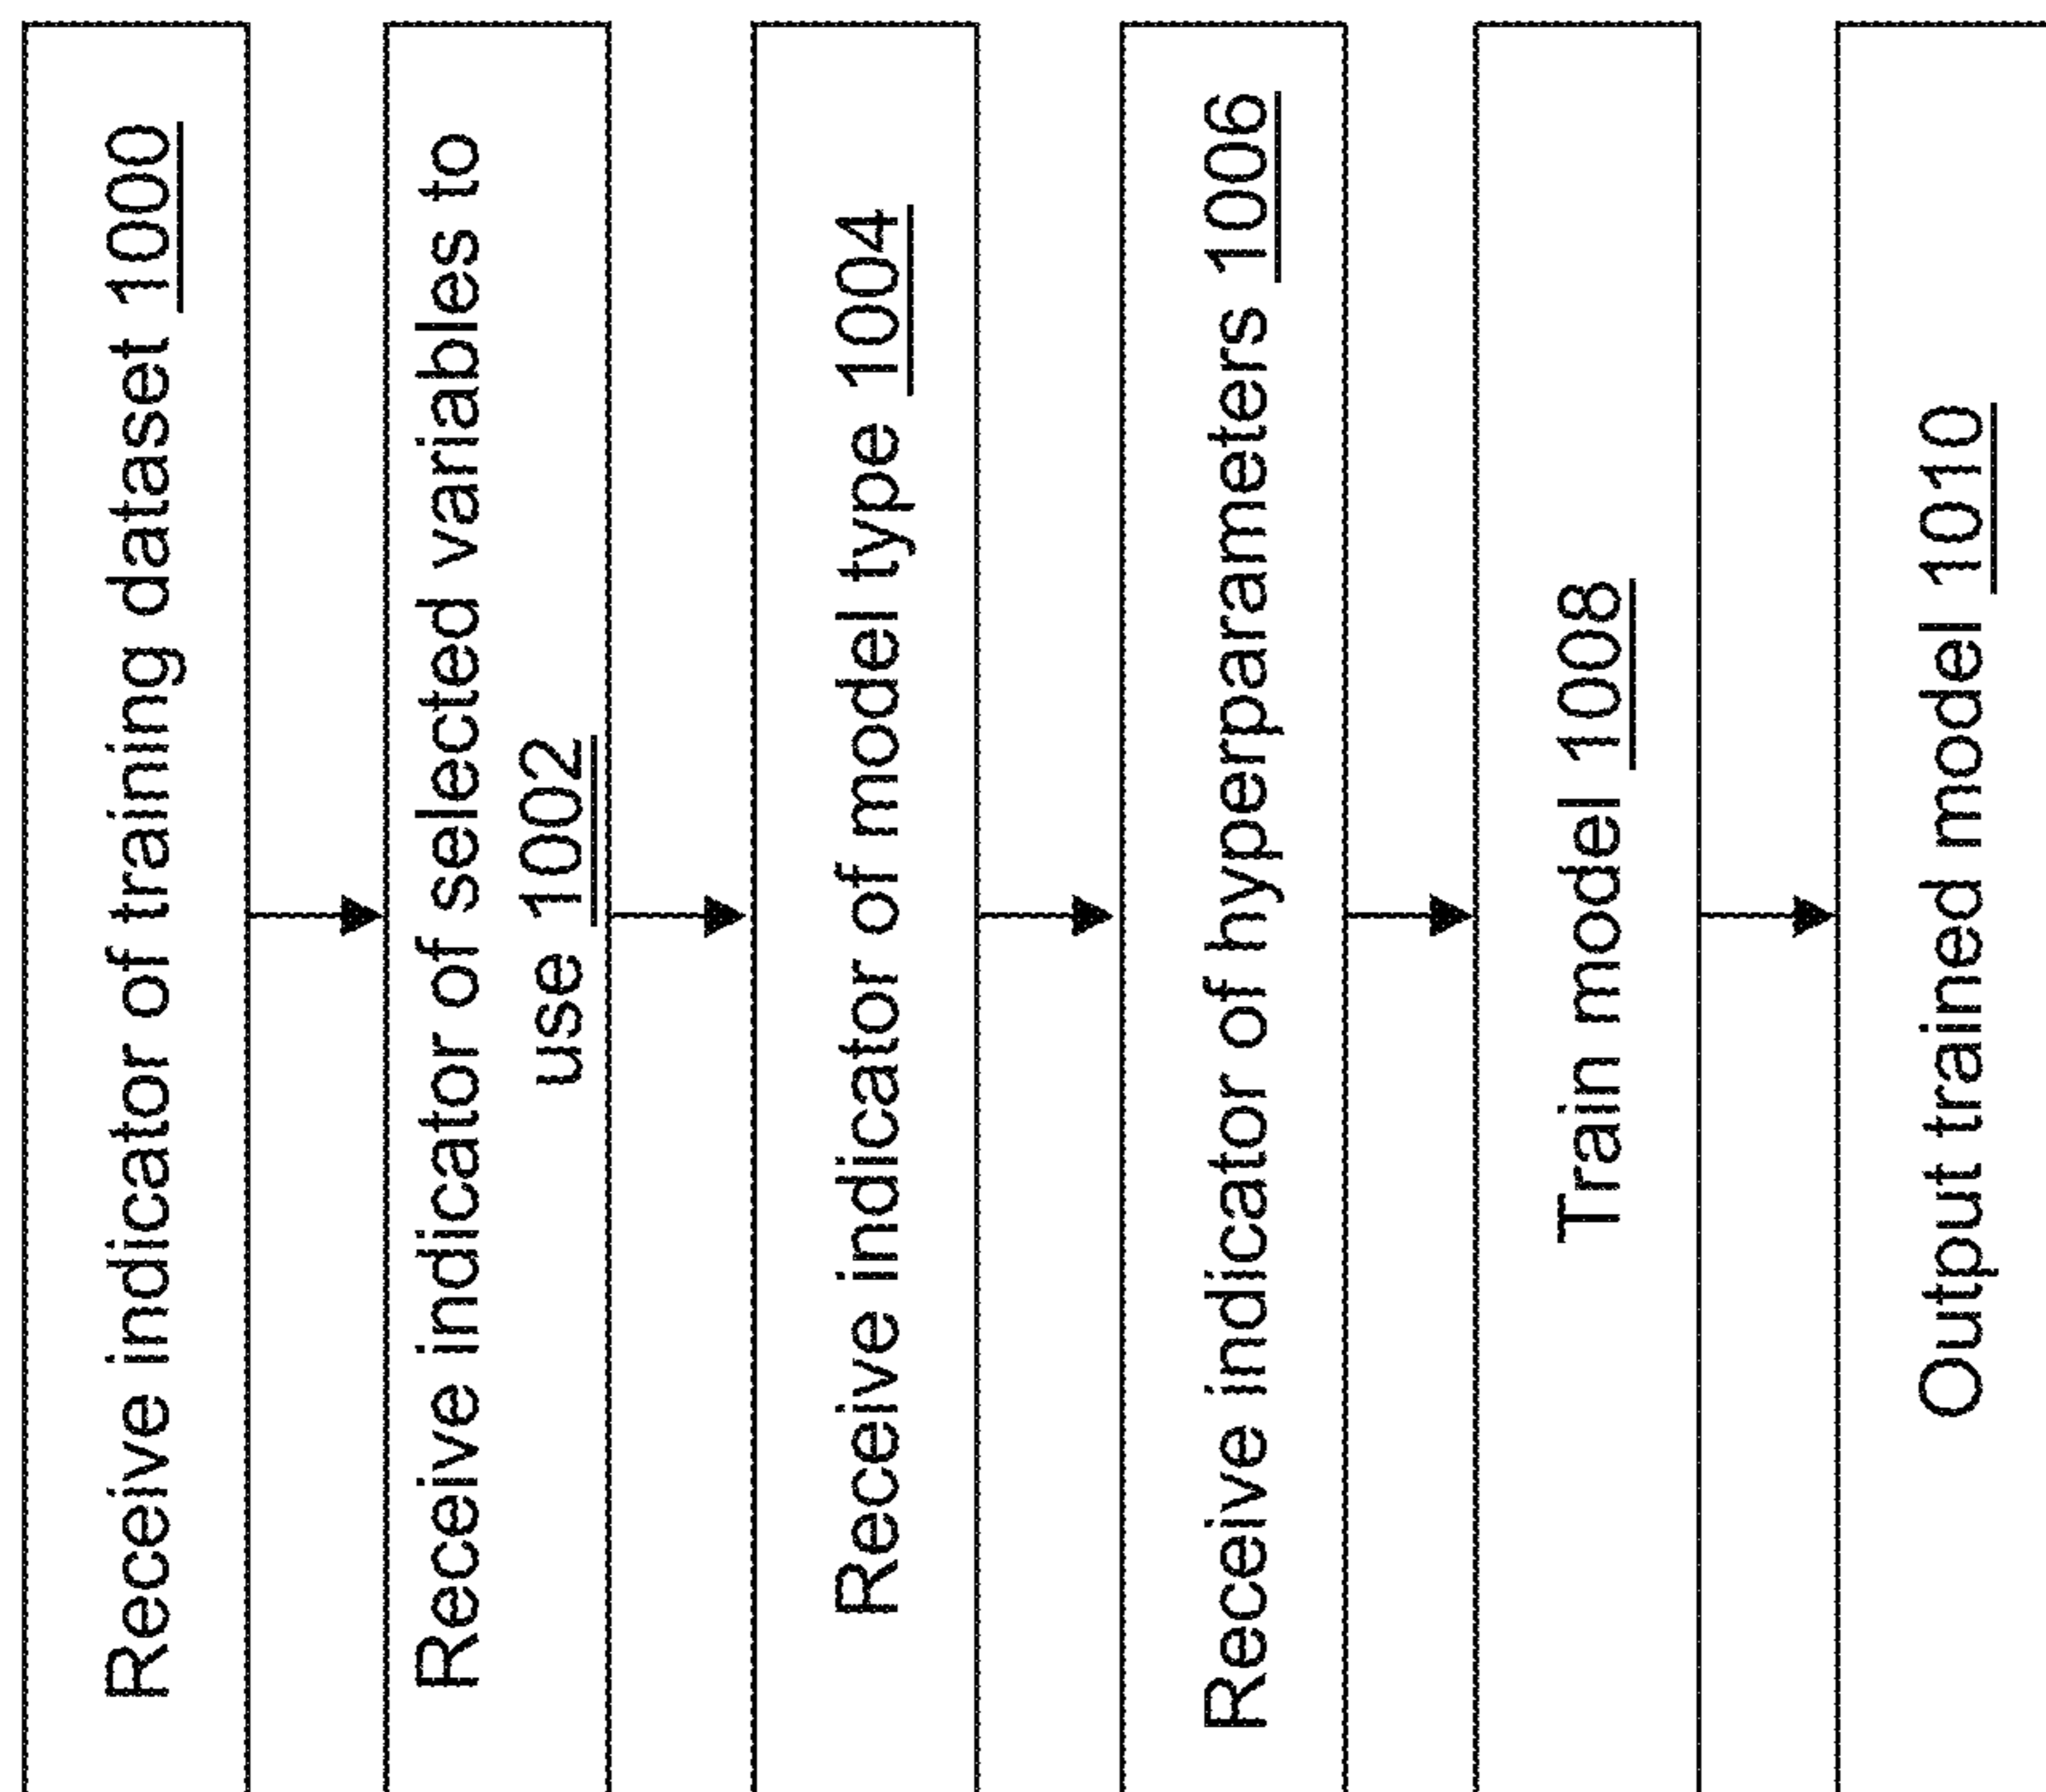 Receive indicator of training dataset 1000
Receive indicator of selected variables to
use 1002
Receive indicator of model type 1004
Receive indicator of hyperparameters 1006
Train model 1008
Output trained model 1010